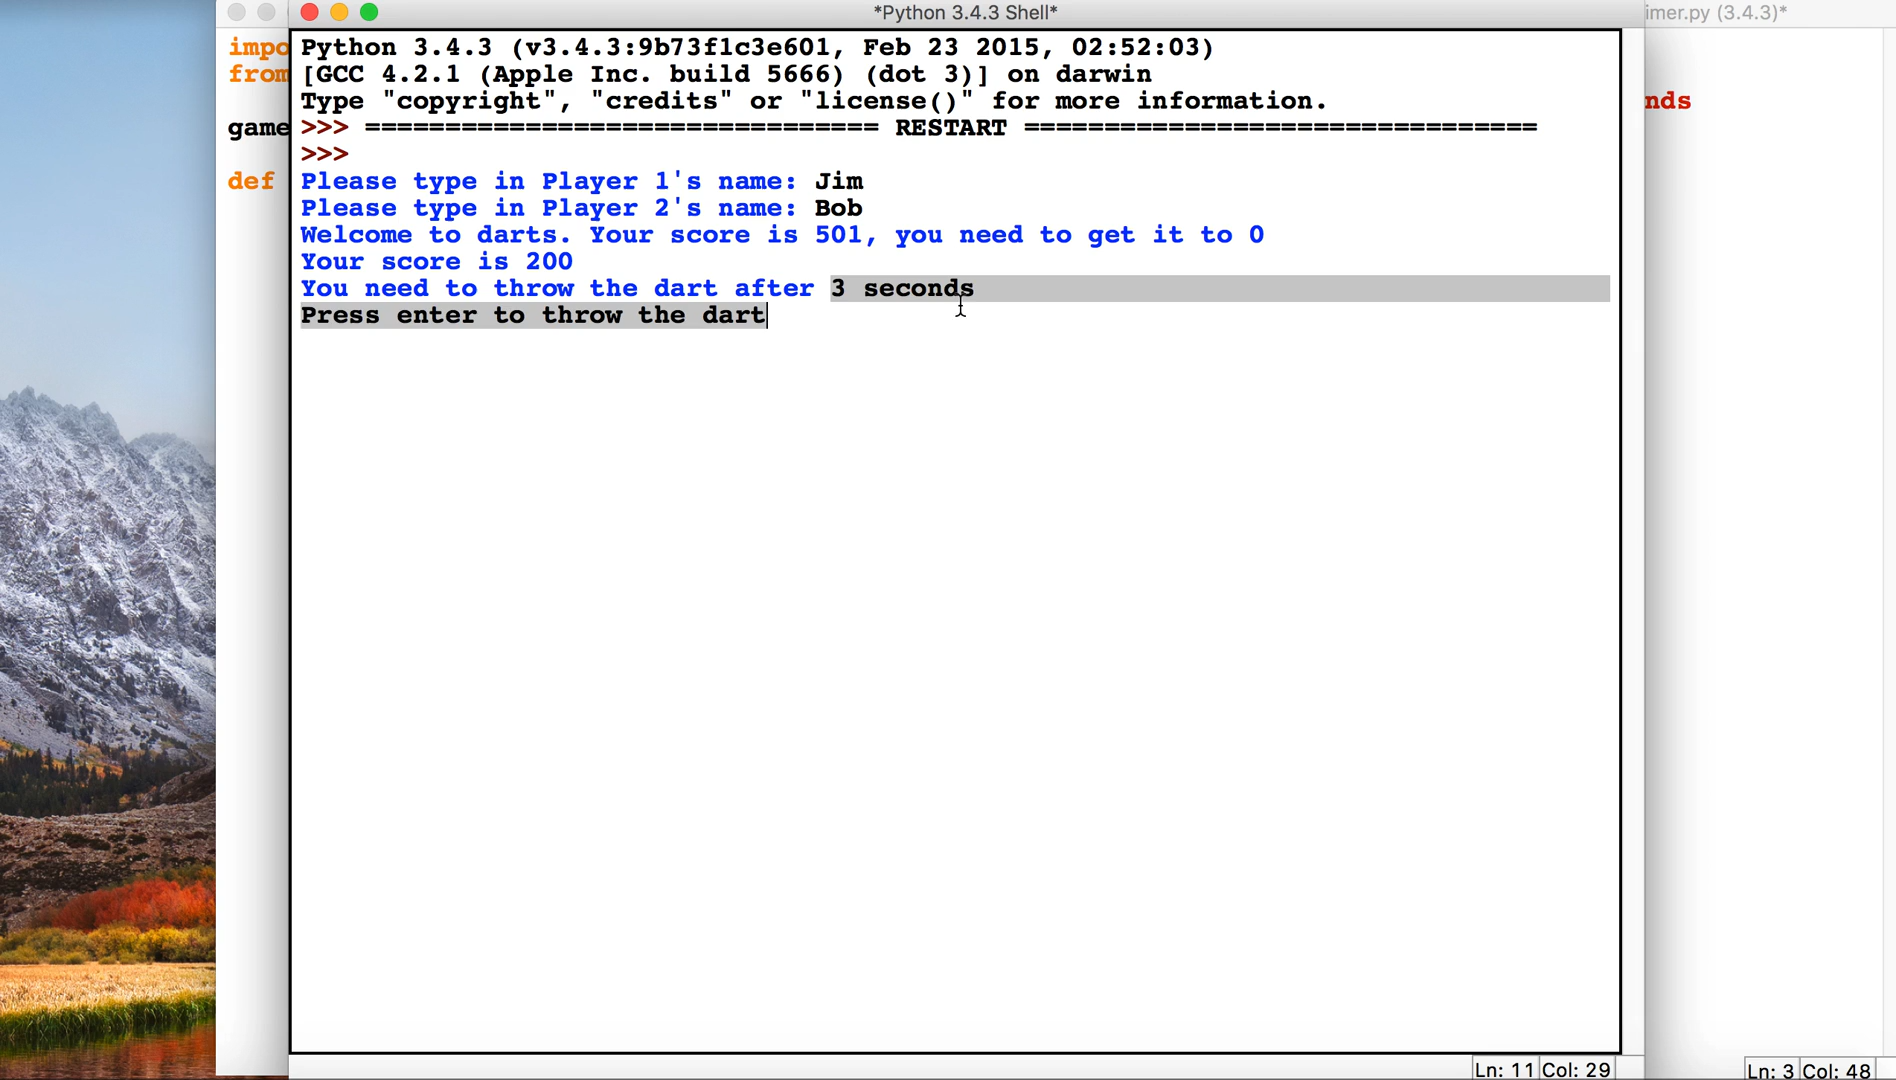 *Python 3.4.3 Shell*
imer.py (3.4.3)*
impo
from
nds
game
def
Python 3.4.3 (v3.4.3:9b73f1c3e601, Feb 23 2015, 02:52:03)
[GCC 4.2.1 (Apple Inc. build 5666) (dot 3)] on darwin
Type "copyright", "credits" or "license()" for more information.
>>> ================================ RESTART ================================
>>>
Please type in Player 1's name: Jim
Please type in Player 2's name: Bob
Welcome to darts. Your score is 501, you need to get it to 0
Your score is 200
You need to throw the dart after 3 seconds
Press enter to throw the dart
Ln: 11 Col: 29
Ln: 3 Col: 48